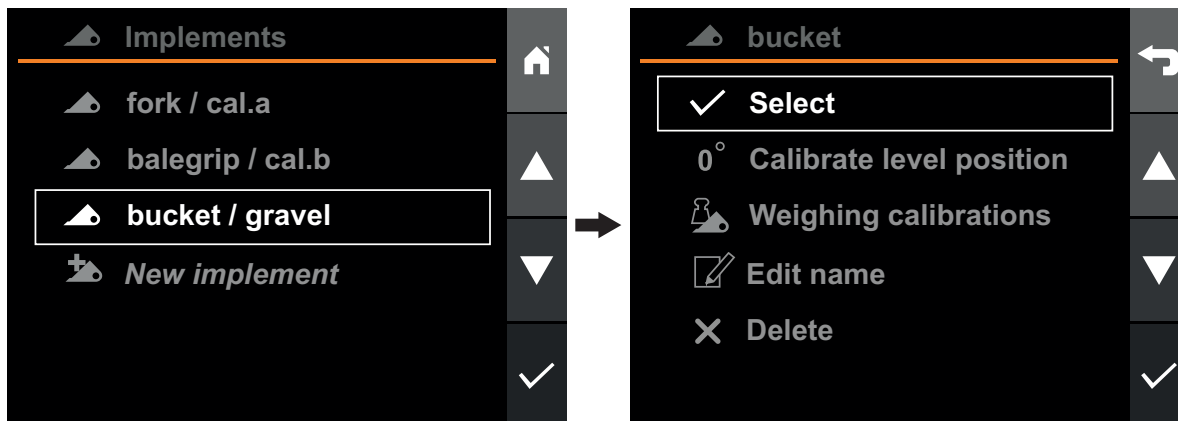 Implements
fork / cal.a
balegrip / cal.b
bucket / gravel
New implement
bucket
Select
0° Calibrate level position
Weighing calibrations
Edit name
Delete